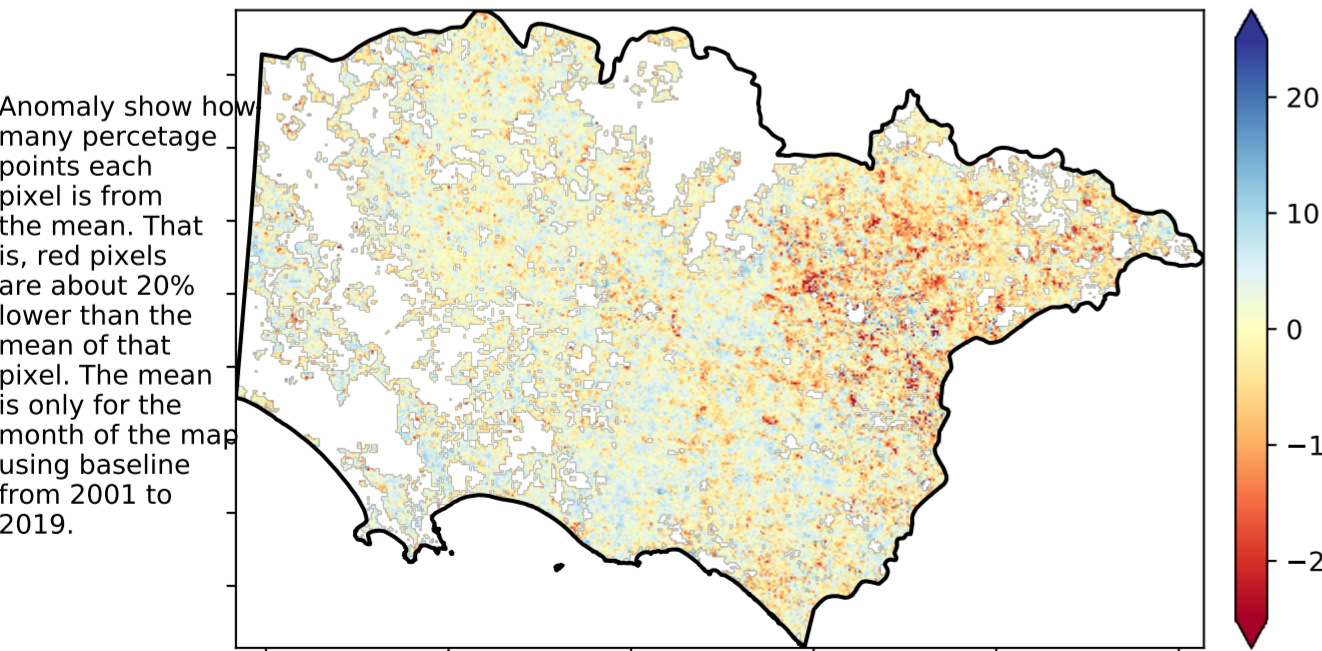 Anomaly show how
many percetage
points each
pixel is from
the mean. That
is, red pixels
are about 20%
lower than the
mean of that
pixel. The mean
is only for the
month of the map
using baseline
from 2001 to
2019.
20
10
0
−1
−2